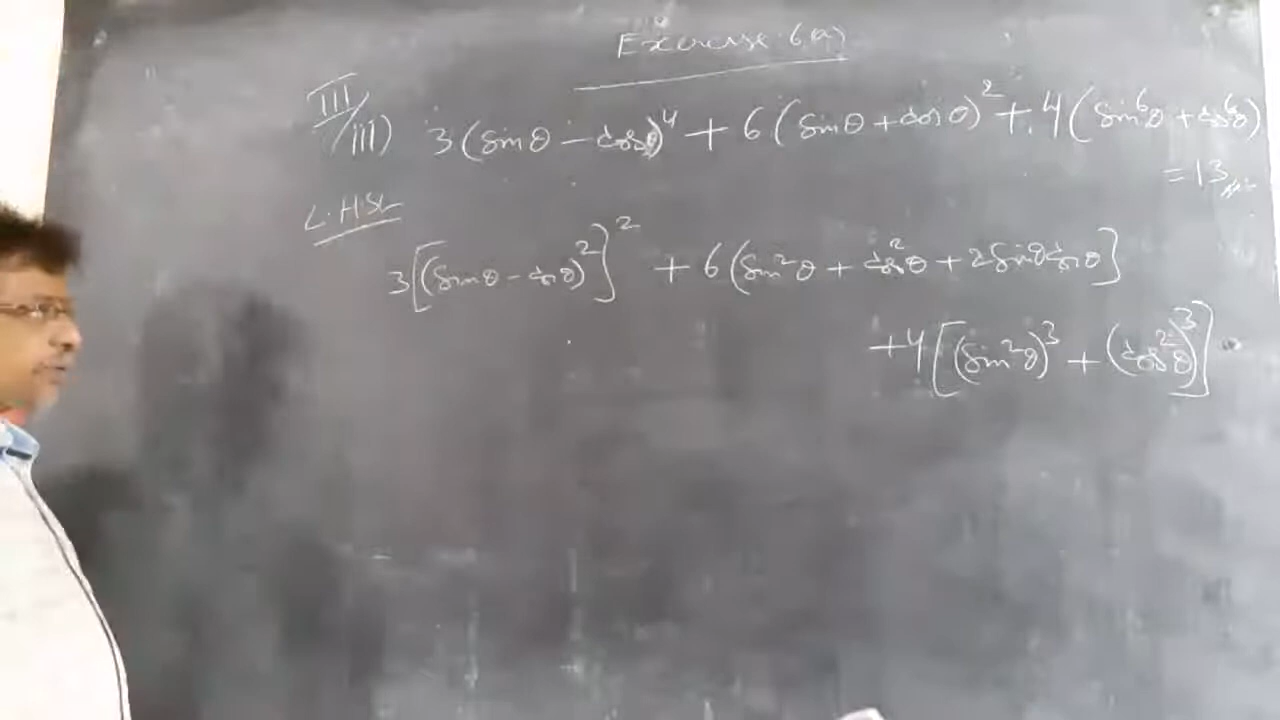 Exercise 6(a)
III/iii) 3(sinθ − cosθ)⁴ + 6(sinθ + cosθ)² + 4(sin⁶θ + cos⁶θ)
= 13
L.H.S
3[(sinθ − cosθ)²]² + 6(sin²θ + cos²θ + 2sinθcosθ]
+4[(sin²θ)³ + (cos²θ)³]